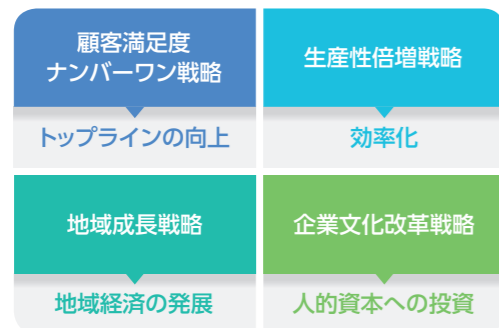 顧客満足度
ナンバーワン戦略
トップラインの向上
生産性倍増戦略
効率化
地域成長戦略
地域経済の発展
企業文化改革戦略
人的資本への投資